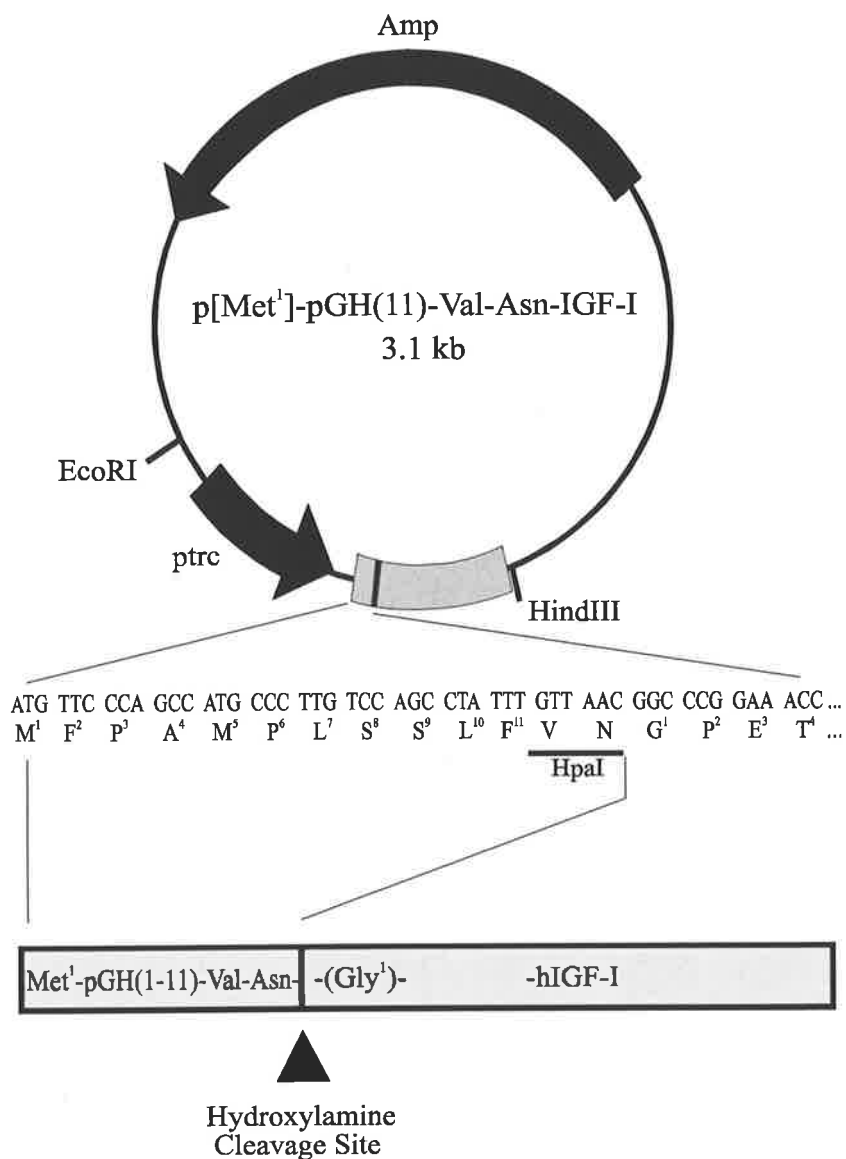 Amp
p[Met¹]-pGH(11)-Val-Asn-IGF-I
3.1 kb
EcoRI
ptrc
HindIII
ATG TTC CCA GCC ATG CCC TTG TCC AGC CTA TTT GTT AAC GGC CCG GAA ACC ...
M¹ F² P³ A⁴ M⁵ P⁶ L⁷ S⁸ S⁹ L¹⁰ F¹¹ V N G¹ P² E³ T⁴ ...
HpaI
Met¹-pGH(1-11)-Val-Asn- -(Gly¹)- -hIGF-I
Hydroxylamine
Cleavage Site